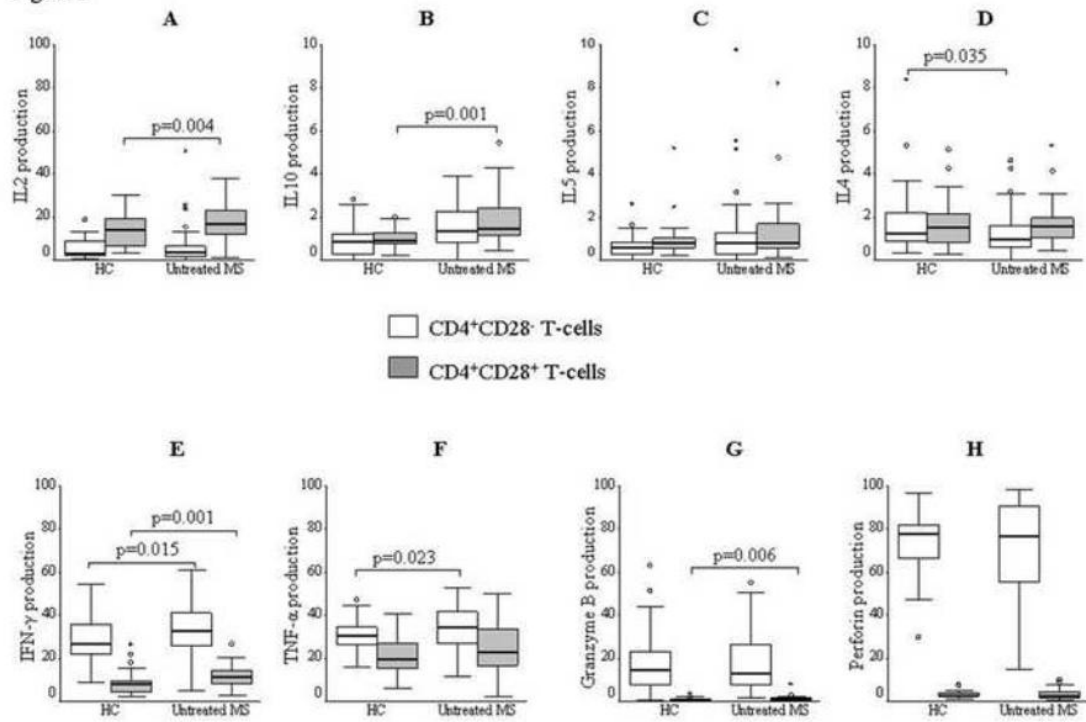 A
B
C
D
100
80
60
40
20
0
IL2 production
p=0.004
HC
Untreated MS
10
8
6
4
2
0
IL10 production
p=0.001
HC
Untreated MS
10
8
6
4
2
0
IL5 production
HC
Untreated MS
10
8
6
4
2
0
IL4 production
p=0.035
HC
Untreated MS
CD4⁺CD28⁻ T-cells
CD4⁺CD28⁺ T-cells
E
F
G
H
100
80
60
40
20
0
IFN-γ production
p=0.001
p=0.015
HC
Untreated MS
100
80
60
40
20
0
TNF-α production
p=0.023
HC
Untreated MS
100
80
60
40
20
0
Granzyme B production
p=0.006
HC
Untreated MS
100
80
60
40
20
0
Perforin production
HC
Untreated MS